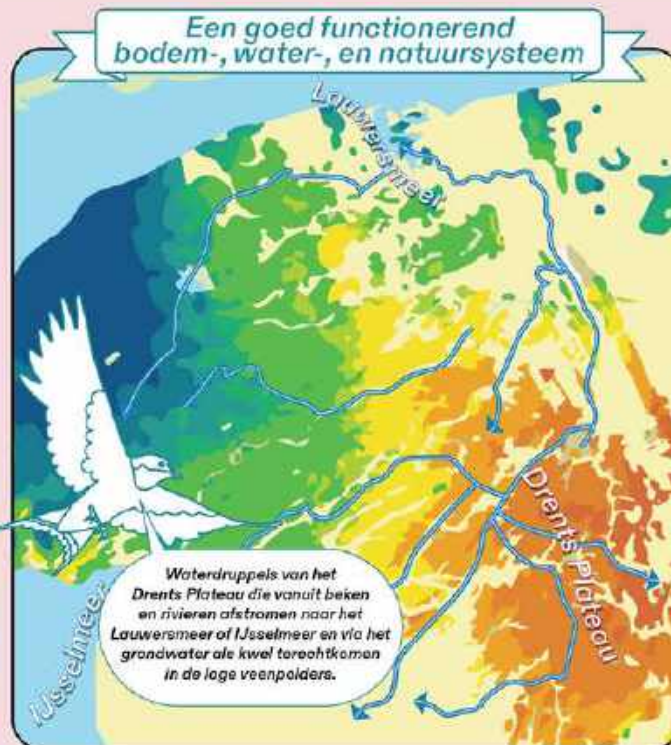 Een goed functionerend
bodem-, water-, en natuursysteem
Lauwersmeer
Drents Plateau
IJsselmeer
Waterdruppels van het
Drents Plateau die vanuit beken
en rivieren afstromen naar het
Lauwersmeer of IJsselmeer en via het
grondwater als kwel terechtkomen
in de lage veenpolders.